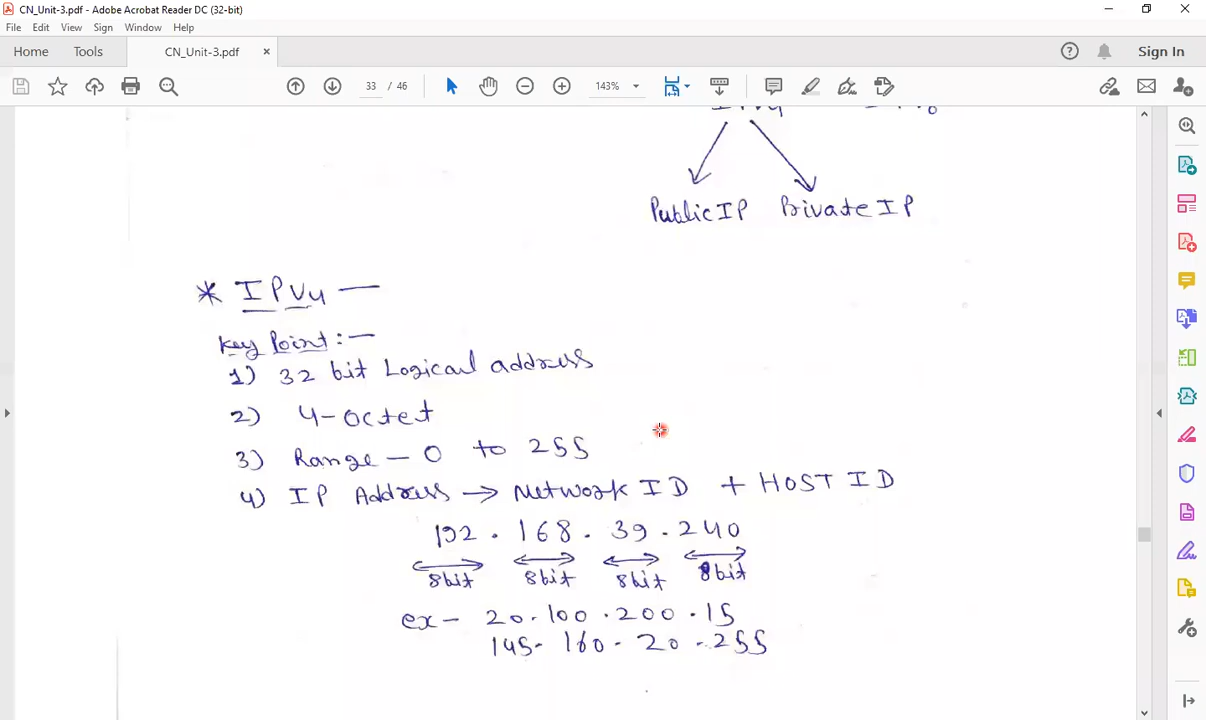 CN_Unit-3.pdf - Adobe Acrobat Reader DC (32-bit)
File Edit View Sign Window Help
Home Tools CN_Unit-3.pdf × Sign In
33 / 46 143%
Public IP Private IP
* IPV4 —
Key Point :—
1) 32 bit Logical address
2) 4-octet
3) Range - 0 to 255
4) IP Address → Network ID + HOST ID
192 . 168 . 39 . 240
8bit 8bit 8bit 8bit
ex - 20 . 100 . 200 . 15
145 - 160 - 20 - 255